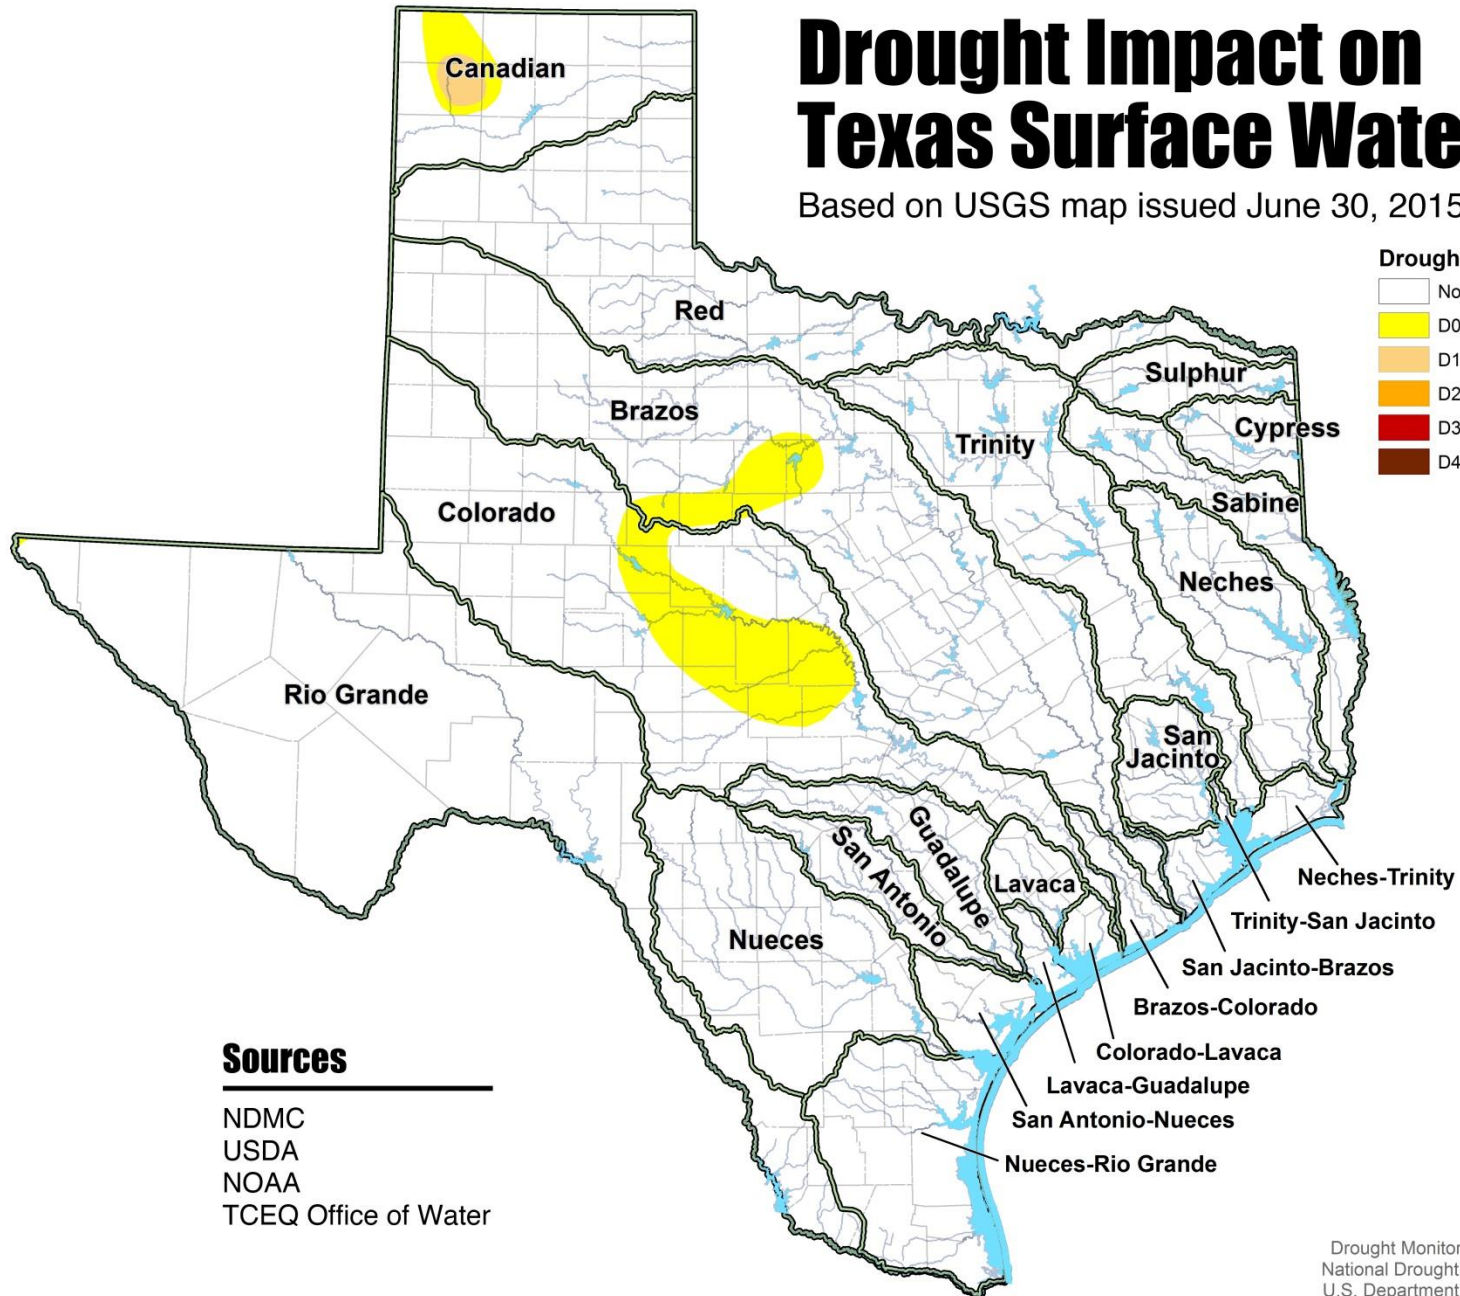 Drought Impact on
Texas Surface Wate
Based on USGS map issued June 30, 2015
Drough
No
D0
D1
D2
D3
D4
Canadian
Red
Sulphur
Brazos
Cypress
Trinity
Sabine
Colorado
Neches
Rio Grande
San
Jacinto
Guadalupe
San Antonio
Lavaca
Nueces
Neches-Trinity
Trinity-San Jacinto
San Jacinto-Brazos
Brazos-Colorado
Colorado-Lavaca
Lavaca-Guadalupe
San Antonio-Nueces
Nueces-Rio Grande
Sources
NDMC
USDA
NOAA
TCEQ Office of Water
Drought Monitor
National Drought
U.S. Department